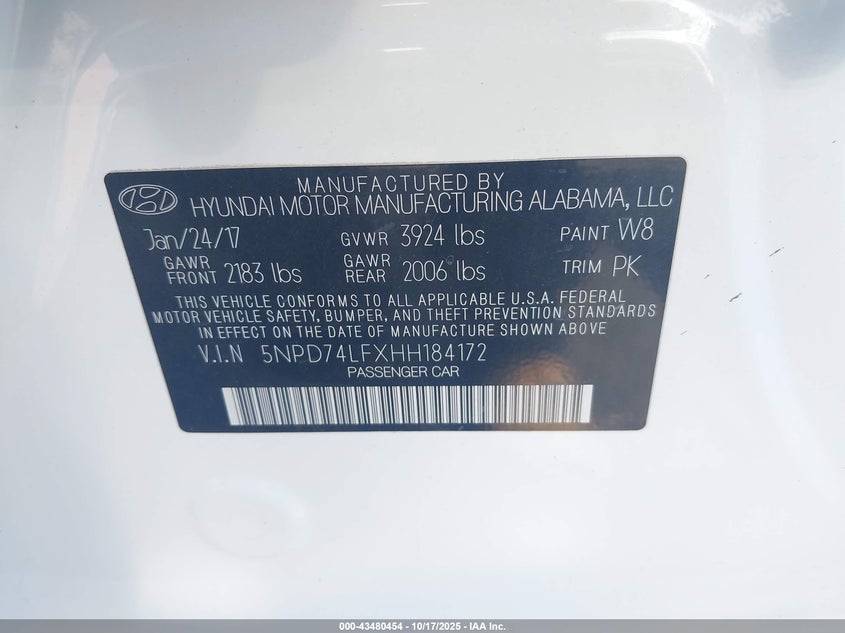 MANUFACTURED BY
HYUNDAI MOTOR MANUFACTURING ALABAMA, LLC
Jan/24/17 GVWR 3924 lbs PAINT W8
GAWR FRONT 2183 lbs GAWR REAR 2006 lbs TRIM PK
THIS VEHICLE CONFORMS TO ALL APPLICABLE U.S.A. FEDERAL
MOTOR VEHICLE SAFETY, BUMPER, AND THEFT PREVENTION STANDARDS
IN EFFECT ON THE DATE OF MANUFACTURE SHOWN ABOVE
V.I.N 5NPD74LFXHH184172
PASSENGER CAR
000-43480454 - 10/17/2025 - IAA Inc.